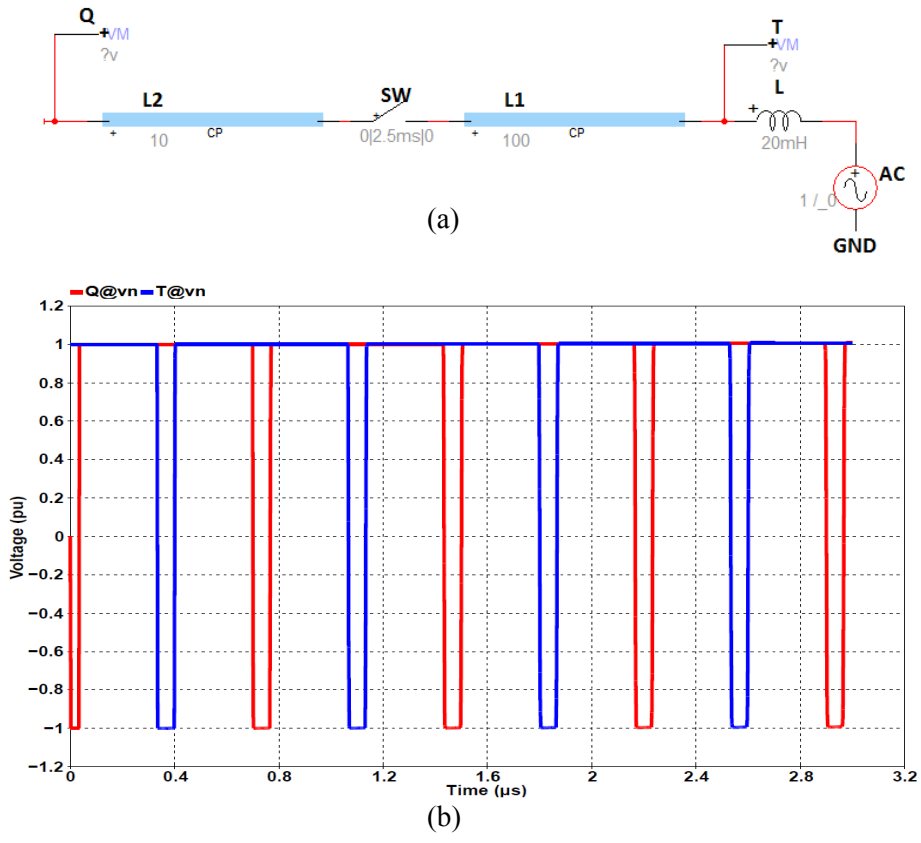 Q
+VM
?v
T
+VM
?v
L2
SW
L1
L
+
+
10
CP
+
0|2.5ms|0
+
100
CP
20mH
+
AC
1 /_0
GND
(a)
Q@vn T@vn
1.2
1
0.8
0.6
0.4
0.2
0
−0.2
−0.4
−0.6
−0.8
−1
−1.2
Voltage (pu)
0 0.4 0.8 1.2 1.6 2 2.4 2.8 3.2
Time (µs)
(b)